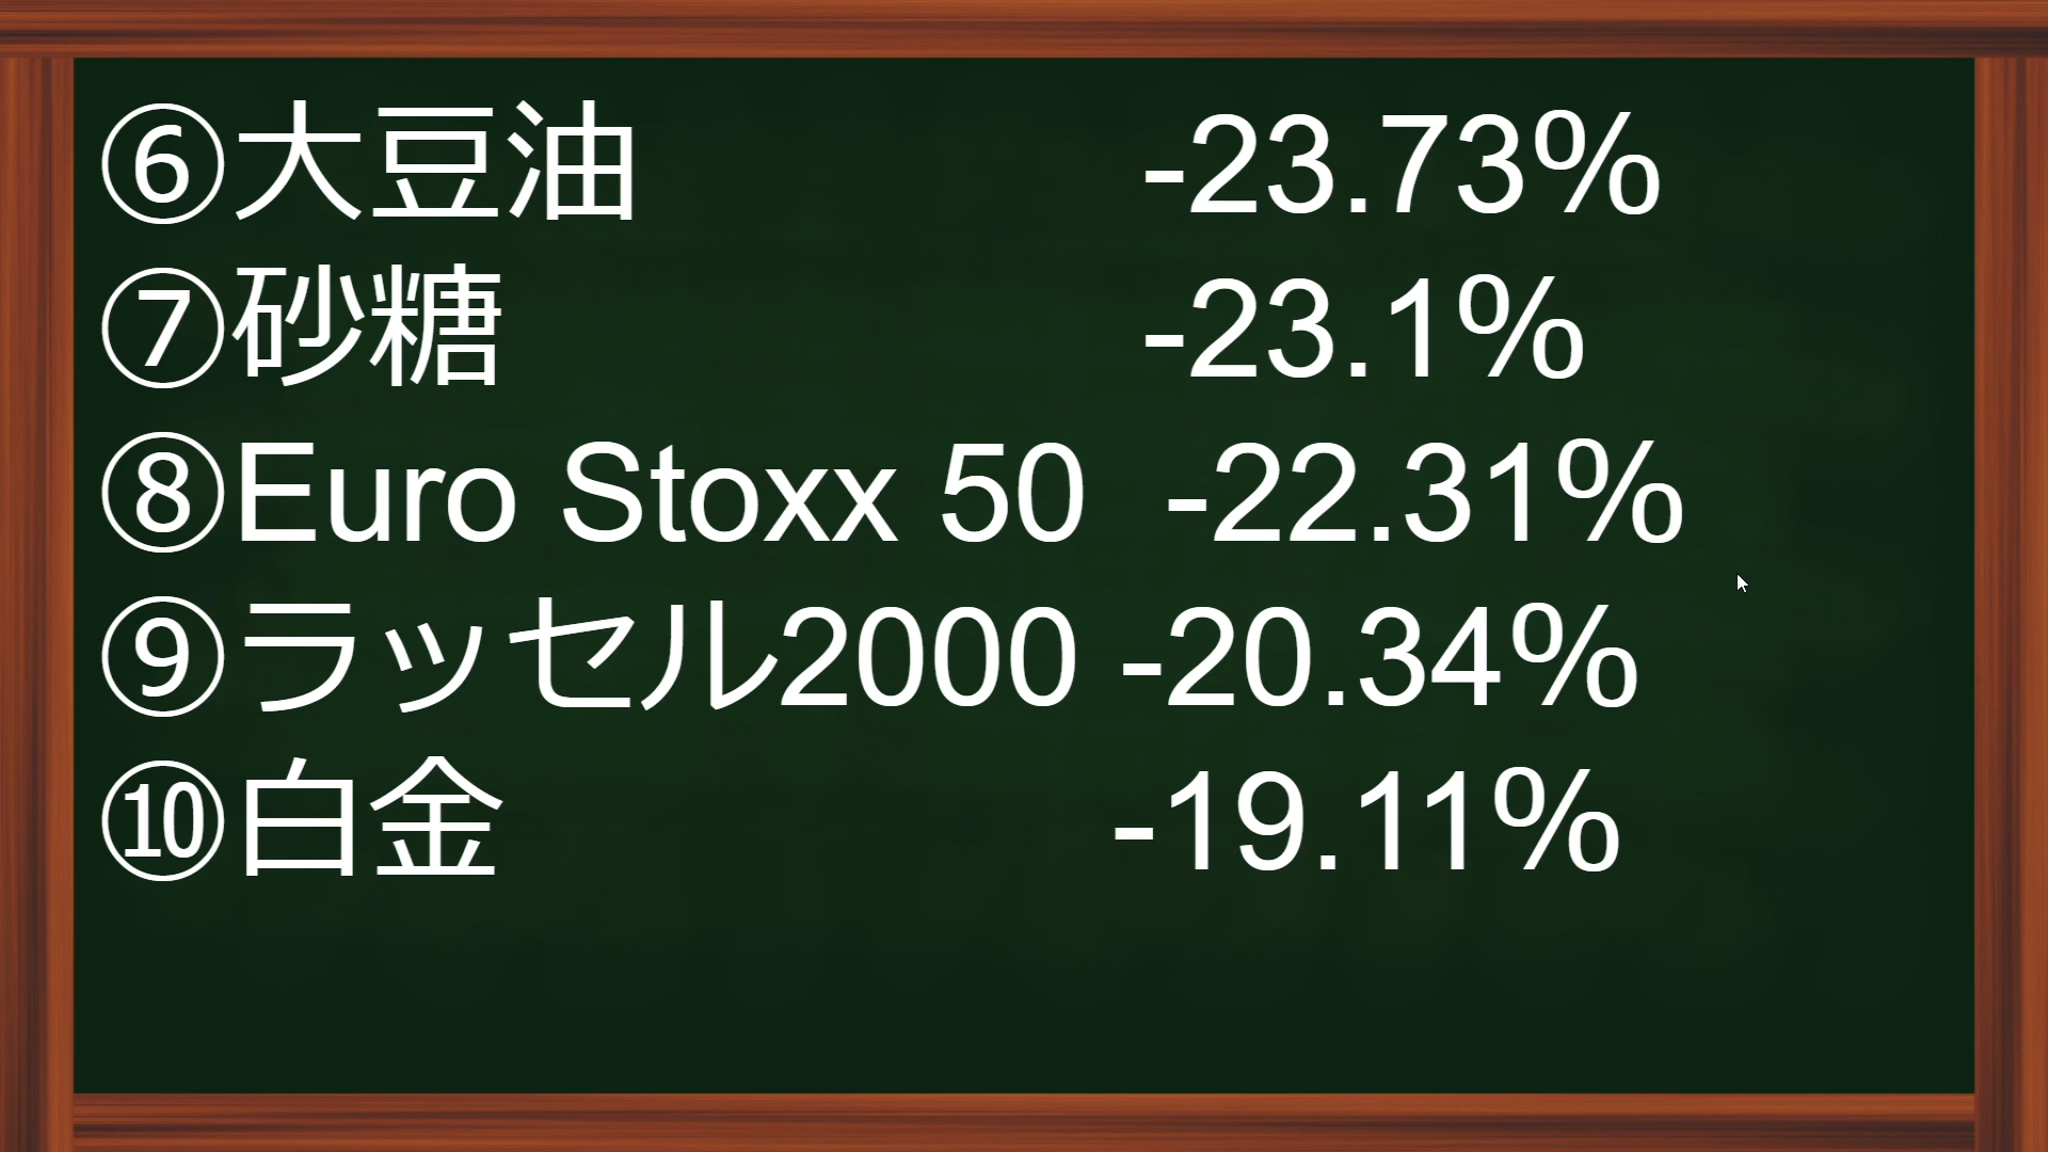 ⑥大豆油 -23.73%
⑦砂糖 -23.1%
⑧Euro Stoxx 50 -22.31%
⑨ラッセル2000 -20.34%
⑩白金 -19.11%